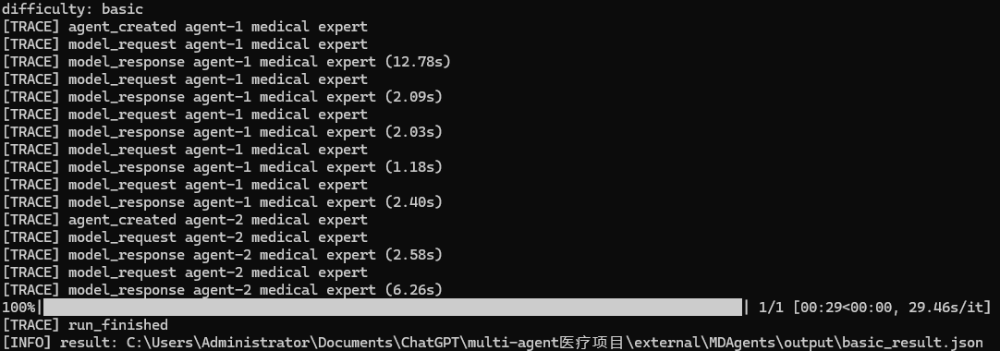 difficulty: basic
[TRACE] agent_created agent-1 medical expert
[TRACE] model_request agent-1 medical expert
[TRACE] model_response agent-1 medical expert (12.78s)
[TRACE] model_request agent-1 medical expert
[TRACE] model_response agent-1 medical expert (2.09s)
[TRACE] model_request agent-1 medical expert
[TRACE] model_response agent-1 medical expert (2.03s)
[TRACE] model_request agent-1 medical expert
[TRACE] model_response agent-1 medical expert (1.18s)
[TRACE] model_request agent-1 medical expert
[TRACE] model_response agent-1 medical expert (2.40s)
[TRACE] agent_created agent-2 medical expert
[TRACE] model_request agent-2 medical expert
[TRACE] model_response agent-2 medical expert (2.58s)
[TRACE] model_request agent-2 medical expert
[TRACE] model_response agent-2 medical expert (6.26s)
100%| | 1/1 [00:29<00:00, 29.46s/it]
[TRACE] run_finished
[INFO] result: C:\Users\Administrator\Documents\ChatGPT\multi-agent医疗项目\external\MDAgents\output\basic_result.json